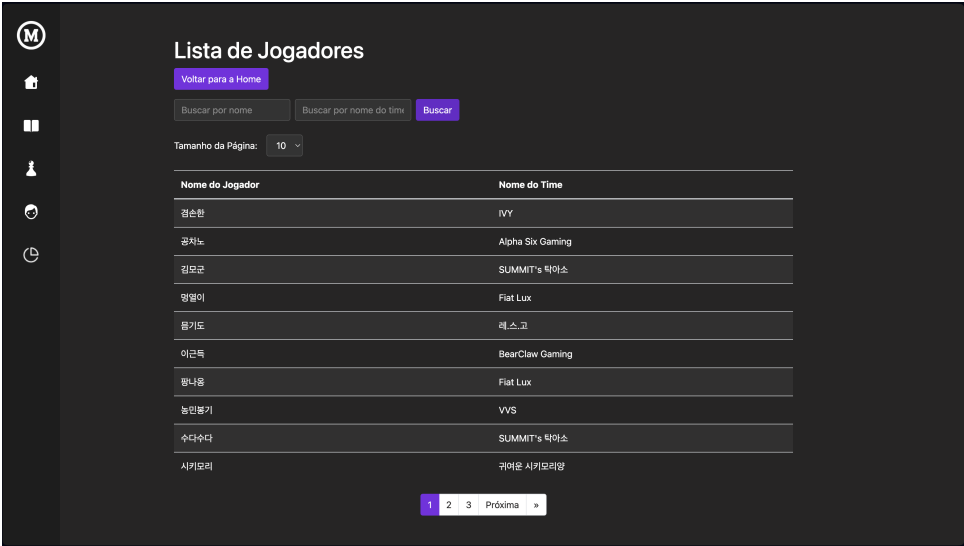 M
Lista de Jogadores
Voltar para a Home
Buscar por nome Buscar por nome do time Buscar
Tamanho da Página: 10
Nome do Jogador Nome do Time
겸손한 IVY
공차노 Alpha Six Gaming
김모군 SUMMIT's 탁아소
멍열이 Fiat Lux
뜸기도 레.스.고
이근득 BearClaw Gaming
팡나옹 Fiat Lux
농민봉기 VVS
수다수다 SUMMIT's 탁아소
시키모리 귀여운 시키모리양
1 2 3 Próxima »